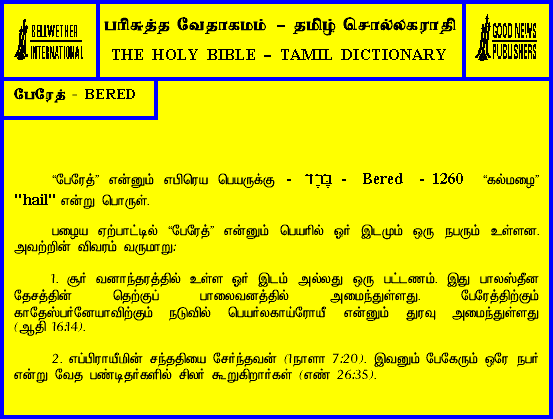 BELLWETHER
INTERNATIONAL
பரிசுத்த வேதாகமம் – தமிழ் சொல்லகராதி
THE HOLY BIBLE – TAMIL DICTIONARY
GOOD NEWS
PUBLISHERS
பேரேத் - BERED
“பேரேத்” என்னும் எபிரெய பெயருக்கு - בֶּרֶד - Bered - 1260 “கல்மழை”
"hail" என்று பொருள்.
பழைய ஏற்பாட்டில் “பேரேத்” என்னும் பெயரில் ஓர் இடமும் ஒரு நபரும் உள்ளன.
அவற்றின் விவரம் வருமாறு:
1. சூர் வனாந்தரத்தில் உள்ள ஓர் இடம் அல்லது ஒரு பட்டணம். இது பாலஸ்தீன
தேசத்தின் தெற்குப் பாலைவனத்தில் அமைந்துள்ளது. பேரேத்திற்கும்
காதேஸ்பர்னேயாவிற்கும் நடுவில் பெயர்லகாய்ரோயீ என்னும் துரவு அமைந்துள்ளது
(ஆதி 16:14).
2. எப்பிராயீமின் சந்ததியை சேர்ந்தவன் (1நாளா 7:20). இவனும் பேகேரும் ஒரே நபர்
என்று வேத பண்டிதர்களில் சிலர் கூறுகிறார்கள் (எண் 26:35).